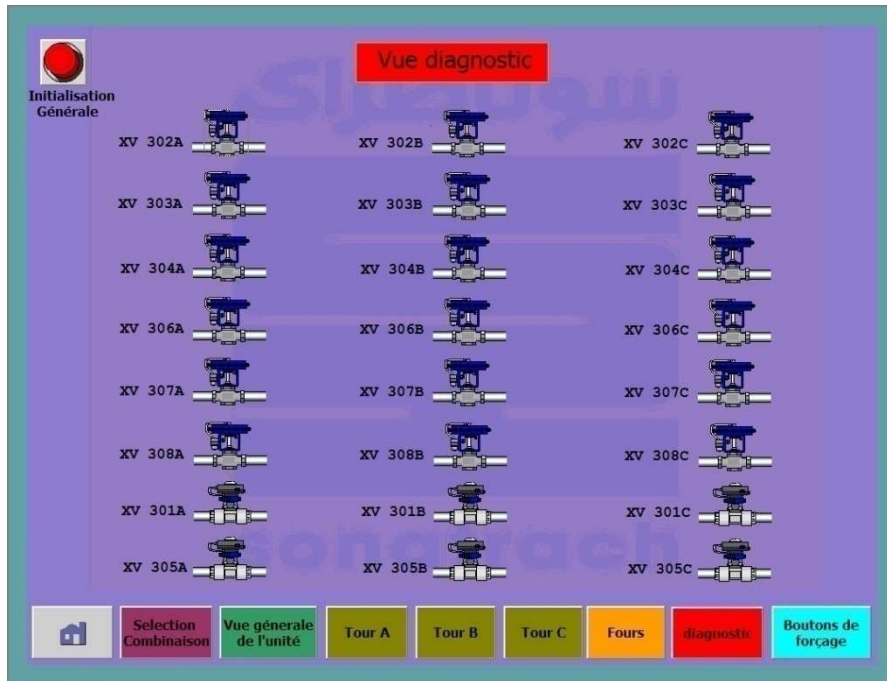 Vue diagnostic
Initialisation
Générale
سوناطراك
XV 302A XV 302B XV 302C
XV 303A XV 303B XV 303C
XV 304A XV 304B XV 304C
XV 306A XV 306B XV 306C
XV 307A XV 307B XV 307C
XV 308A XV 308B XV 308C
XV 301A XV 301B XV 301C
sonatrach
XV 305A XV 305B XV 305C
Selection
Combinaison
Vue génerale
de l'unité
Tour A
Tour B
Tour C
Fours
diagnostic
Boutons de
forçage